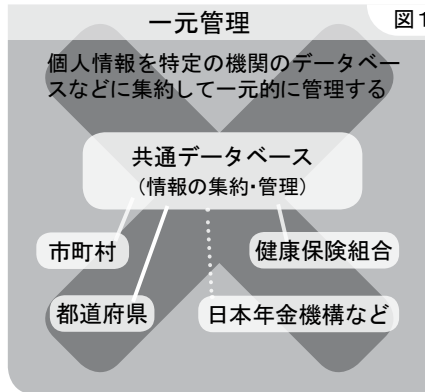 一元管理
図1
個人情報を特定の機関のデータベー
スなどに集約して一元的に管理する
共通データベース
(情報の集約・管理)
市町村
健康保険組合
都道府県
日本年金機構など